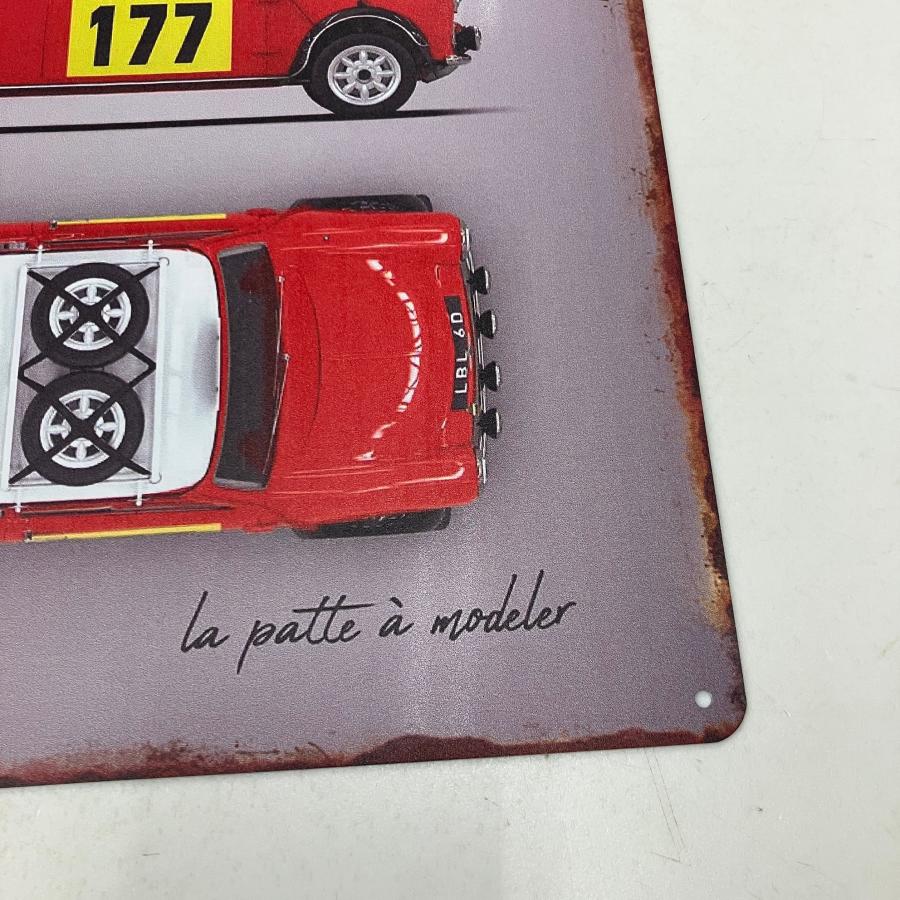 177
LBL 6D
la patte à modeler